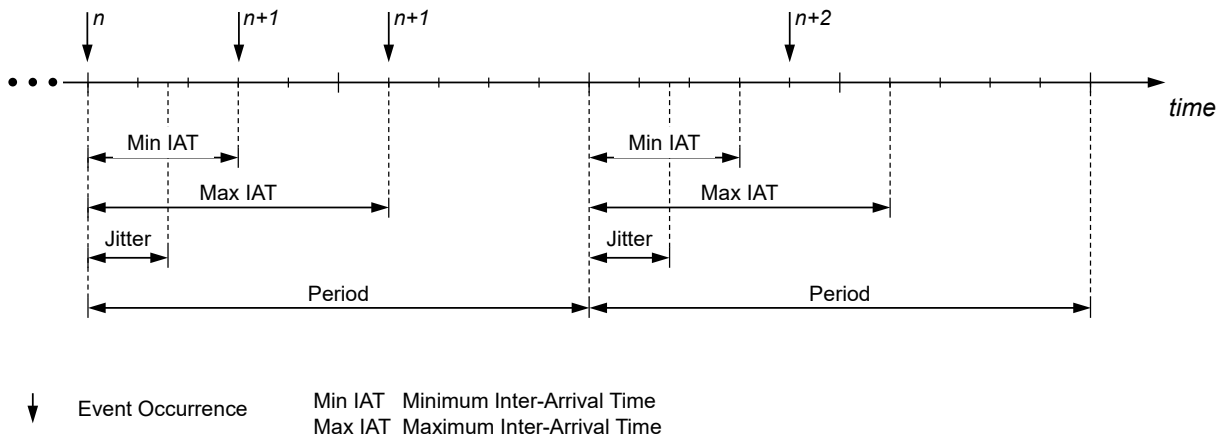 n n+1 n+1 n+2
time
Min IAT Min IAT
Max IAT Max IAT
Jitter Jitter
Period Period
Event Occurrence Min IAT Minimum Inter-Arrival Time
Max IAT Maximum Inter-Arrival Time